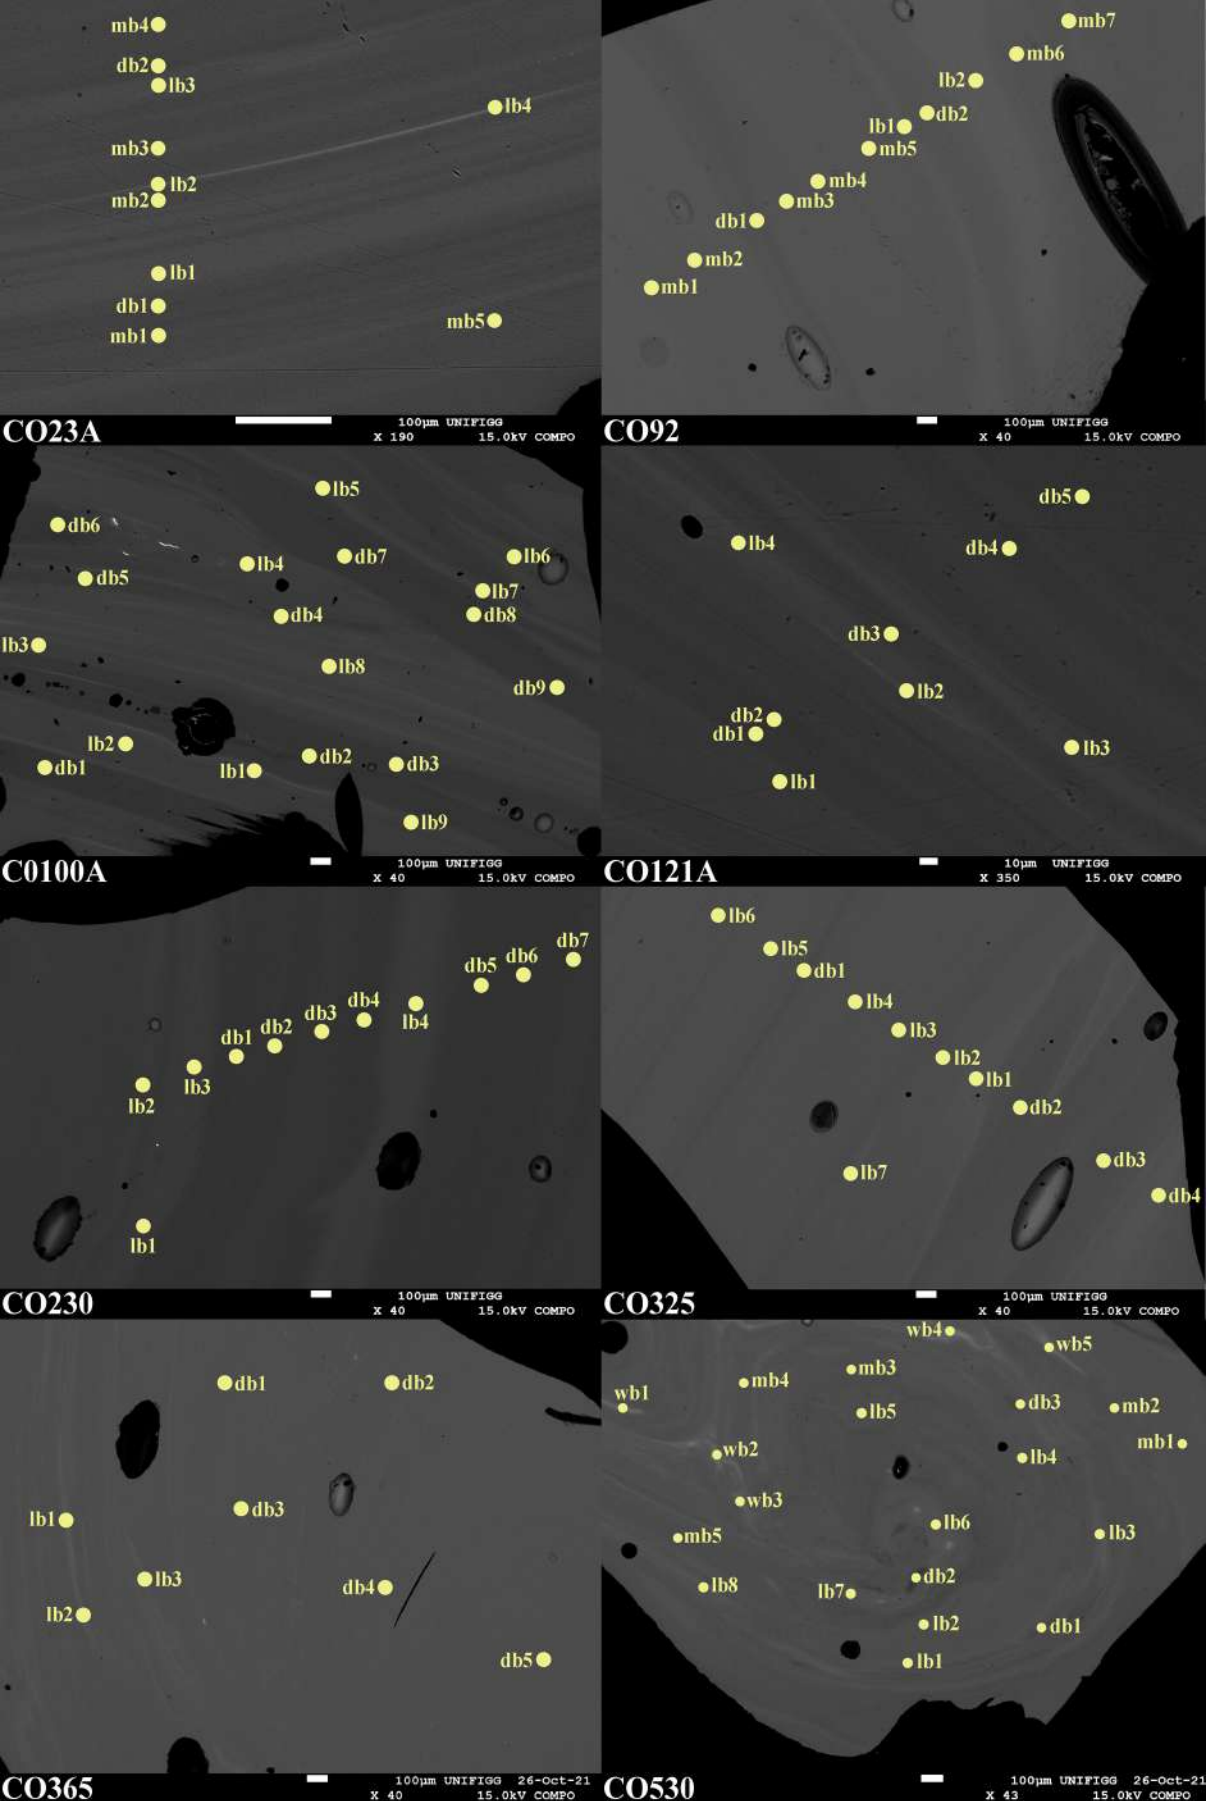 mb4
db2
lb3
lb4
mb3
lb2
mb2
lb1
db1
mb1
mb5
100µm UNIFIGG
CO23A
X 190 15.0kV COMPO
mb7
mb6
lb2
db2
lb1
mb5
mb4
mb3
db1
mb2
mb1
100µm UNIFIGG
CO92
X 40 15.0kV COMPO
lb5
db6
db7
lb6
lb4
db5
lb7
db4
db8
lb3
lb8
db9
lb2
db2
db1
lb1
db3
lb9
100µm UNIFIGG
C0100A
X 40 15.0kV COMPO
db5
lb4
db4
db3
lb2
db2
db1
lb3
lb1
10µm UNIFIGG
CO121A
X 350 15.0kV COMPO
db7
db6
db5
db4
db3
lb4
db2
db1
lb3
lb2
lb1
100µm UNIFIGG
CO230
X 40 15.0kV COMPO
lb6
lb5
db1
lb4
lb3
lb2
lb1
db2
db3
lb7
db4
100µm UNIFIGG
CO325
X 40 15.0kV COMPO
db1
db2
db3
lb1
lb3
db4
lb2
db5
100µm UNIFIGG 26-Oct-21
CO365
X 40 15.0kV COMPO
wb4
wb5
mb3
mb4
wb1
db3
mb2
lb5
mb1
wb2
lb4
wb3
lb6
lb3
mb5
db2
lb8
lb7
lb2
db1
lb1
100µm UNIFIGG 26-Oct-21
CO530
X 43 15.0kV COMPO